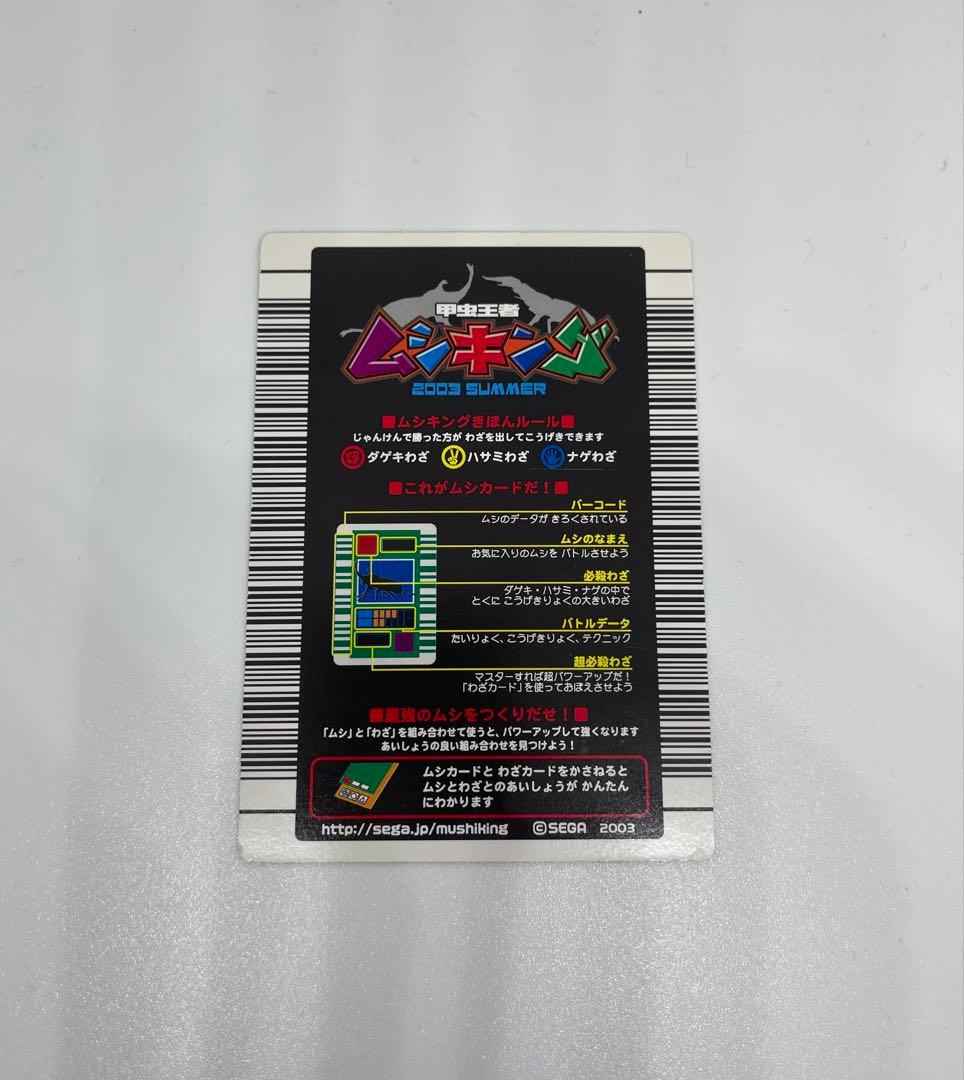 甲虫王者
ムシキング
2003 SUMMER
■ムシキングきほんルール■
じゃんけんで勝った方が わざを出してこうげきできます
ダゲキわざ ハサミわざ ナゲわざ
■これがムシカードだ！■
バーコード
ムシのデータが きろくされている
ムシのなまえ
お気に入りのムシを バトルさせよう
必殺わざ
ダゲキ・ハサミ・ナゲの中で
とくに こうげきりょくの大きいわざ
バトルデータ
たいりょく、こうげきりょく、テクニック
超必殺わざ
マスターすれば超パワーアップだ！
「わざカード」を使っておぼえさせよう
■最強のムシをつくりだせ！■
「ムシ」と「わざ」を組み合わせて使うと、パワーアップして強くなります
あいしょうの良い組み合わせを見つけよう！
ムシカードと わざカードをかさねると
ムシとわざとのあいしょうが かんたん
にわかります
http://sega.jp/mushiking ©SEGA 2003